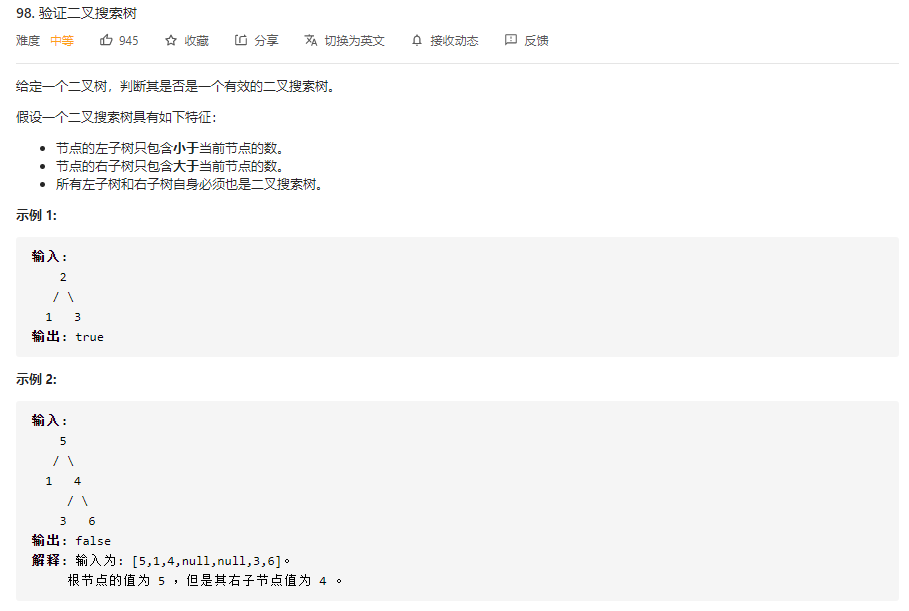 98. 验证二叉搜索树
难度 中等 945 收藏 分享 切换为英文 接收动态 反馈
给定一个二叉树，判断其是否是一个有效的二叉搜索树。
假设一个二叉搜索树具有如下特征：
• 节点的左子树只包含小于当前节点的数。
• 节点的右子树只包含大于当前节点的数。
• 所有左子树和右子树自身必须也是二叉搜索树。
示例 1:
输入:
2
/ \
1 3
输出: true
示例 2:
输入:
5
/ \
1 4
/ \
3 6
输出: false
解释: 输入为: [5,1,4,null,null,3,6]。
根节点的值为 5 ，但是其右子节点值为 4 。